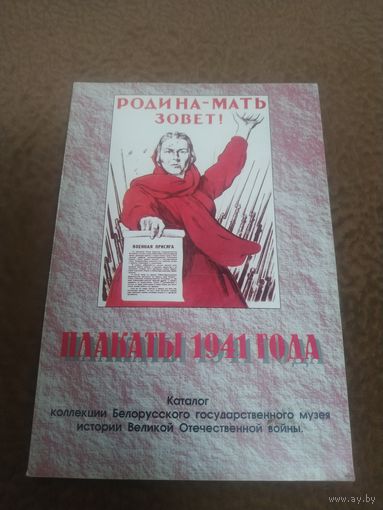 РОДИНА-МАТЬ
ЗОВЕТ!
ВОЕННАЯ ПРИСЯГА
ПЛАКАТЫ 1941 ГОДА
Каталог
коллекции Белорусского государственного музея
истории Великой Отечественной войны.
www.ay.by